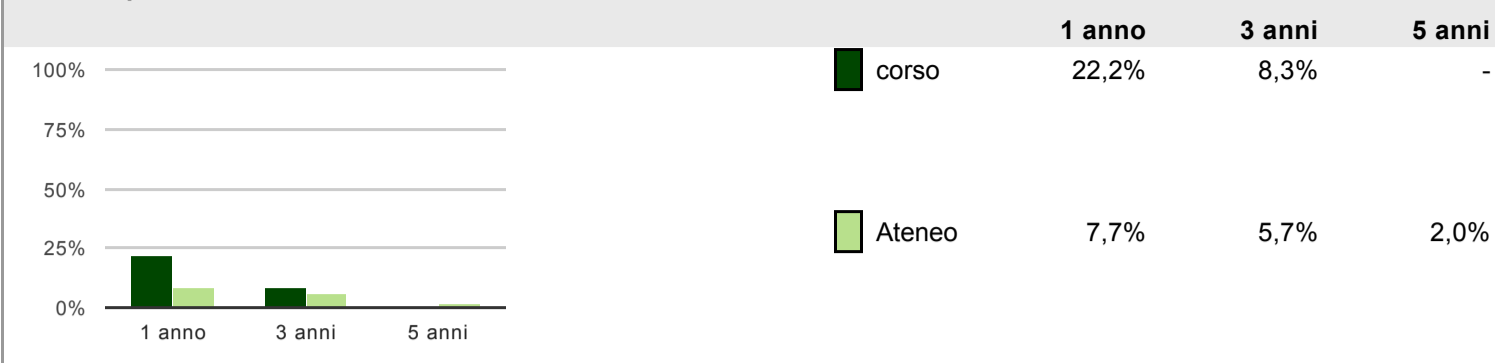 1 anno 3 anni 5 anni
100%
75%
50%
25%
0%
1 anno 3 anni 5 anni
corso 22,2% 8,3% -
Ateneo 7,7% 5,7% 2,0%